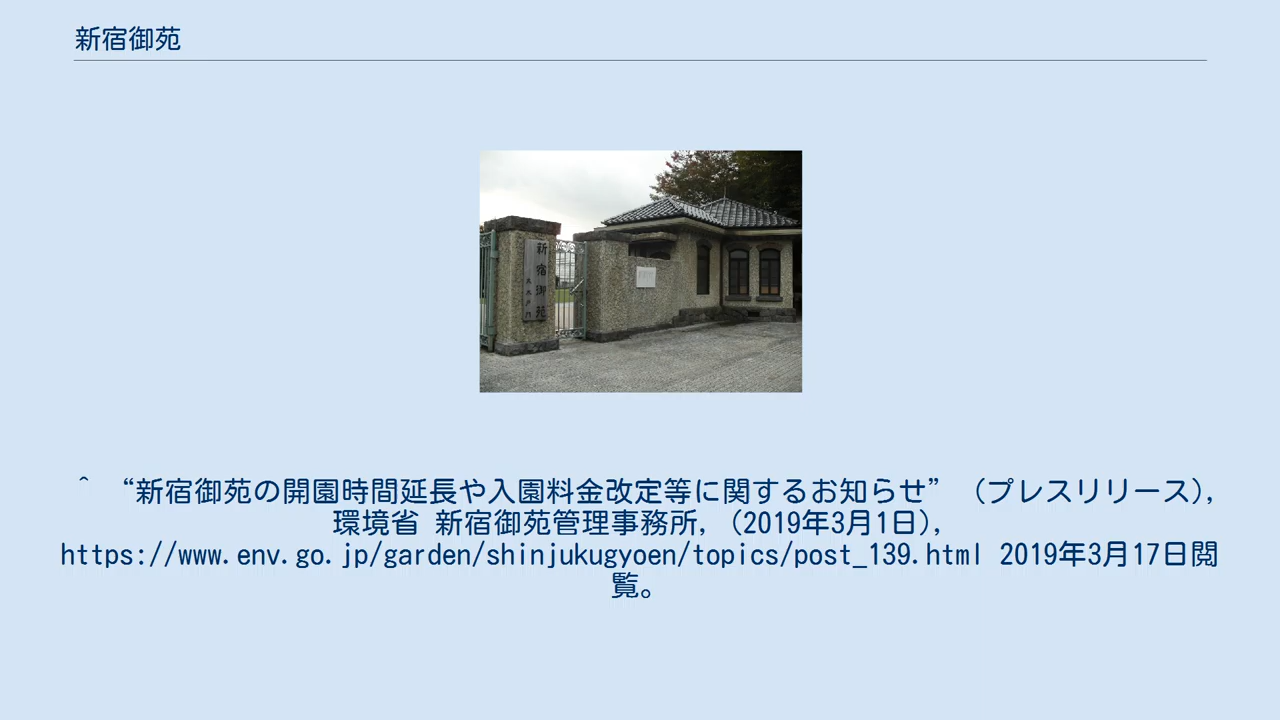 新宿御苑
新宿御苑
大木戸門
^ “新宿御苑の開園時間延長や入園料金改定等に関するお知らせ” (プレスリリース),
環境省 新宿御苑管理事務所, (2019年3月1日),
https://www.env.go.jp/garden/shinjukugyoen/topics/post_139.html 2019年3月17日閲
覧。